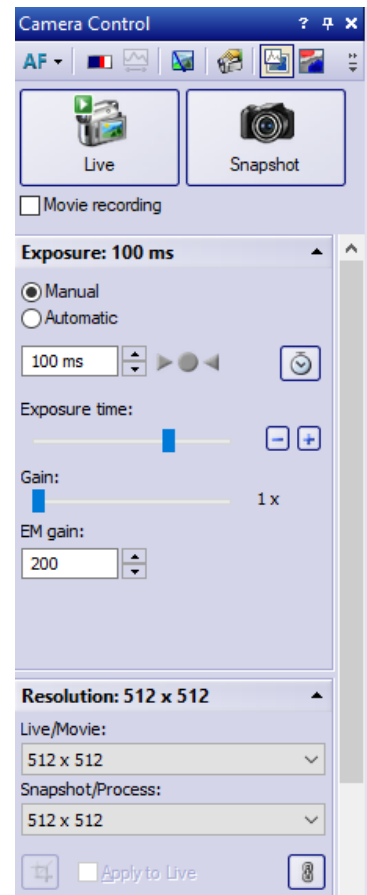 Camera Control
AF
Live Snapshot
Movie recording
Exposure: 100 ms
Manual
Automatic
100 ms
Exposure time:
Gain:
1 x
EM gain:
200
Resolution: 512 x 512
Live/Movie:
512 x 512
Snapshot/Process:
512 x 512
Apply to Live